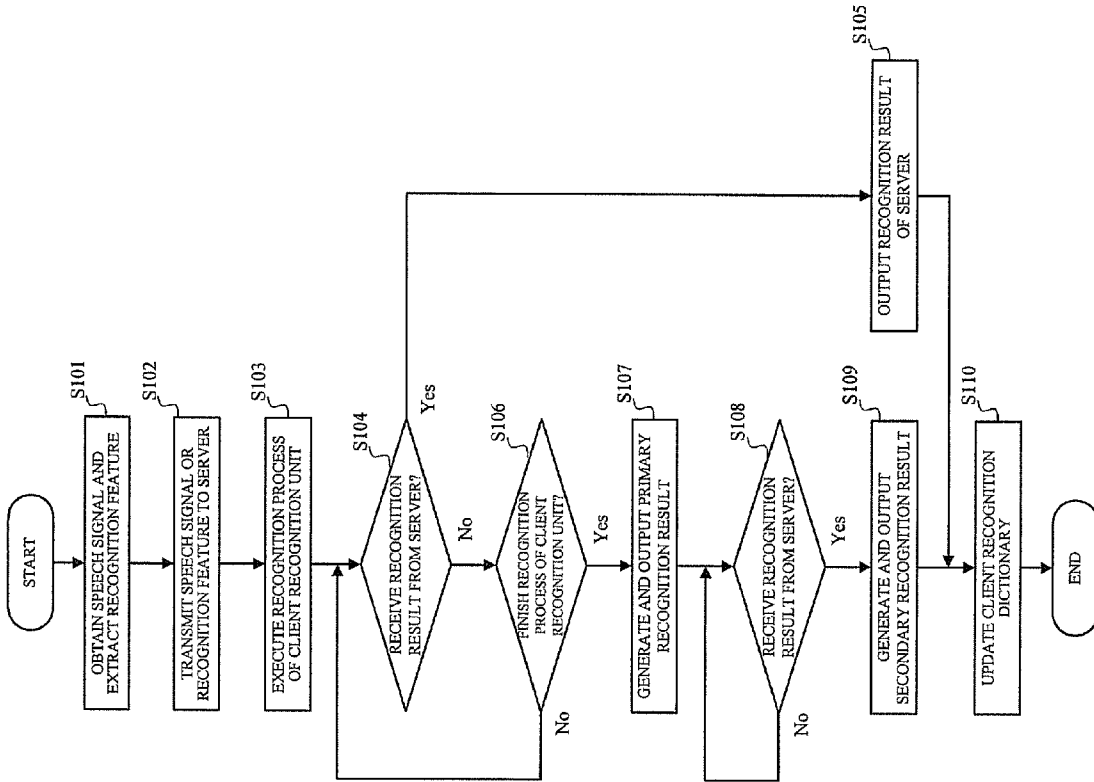 START
S101
OBTAIN SPEECH SIGNAL AND
EXTRACT RECOGNITION FEATURE
S102
TRANSMIT SPEECH SIGNAL OR
RECOGNITION FEATURE TO SERVER
S103
EXECUTE RECOGNITION PROCESS
OF CLIENT RECOGNITION UNIT
S104
RECEIVE RECOGNITION
RESULT FROM SERVER?
Yes
No
S106
FINISH RECOGNITION
PROCESS OF CLIENT
RECOGNITION UNIT?
No
Yes
S107
GENERATE AND OUTPUT PRIMARY
RECOGNITION RESULT
S108
RECEIVE RECOGNITION
RESULT FROM SERVER?
No
Yes
S109
GENERATE AND OUTPUT
SECONDARY RECOGNITION RESULT
S105
OUTPUT RECOGNITION RESULT
OF SERVER
S110
UPDATE CLIENT RECOGNITION
DICTIONARY
END